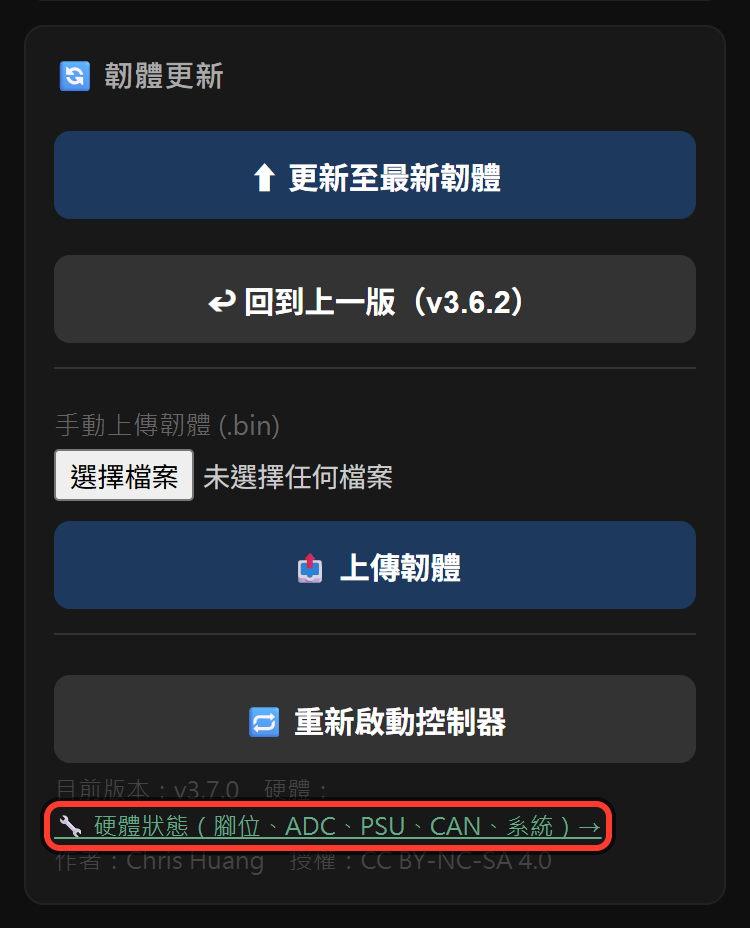 韌體更新
⬆ 更新至最新韌體
↩ 回到上一版（v3.6.2）
手動上傳韌體 (.bin)
選擇檔案 未選擇任何檔案
上傳韌體
重新啟動控制器
目前版本：v3.7.0 硬體：
硬體狀態（腳位、ADC、PSU、CAN、系統）→
作者：Chris Huang 授權：CC BY-NC-SA 4.0